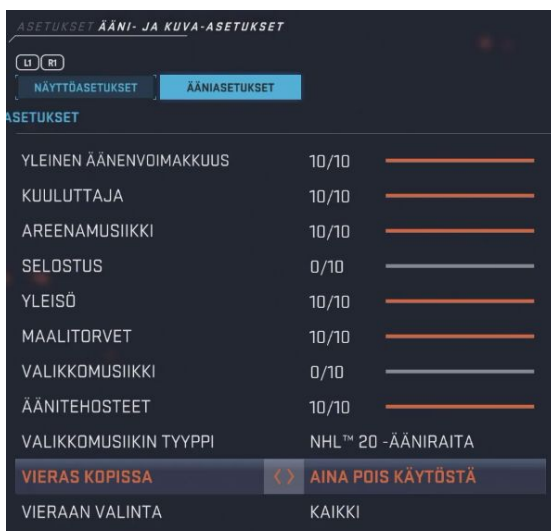 ASETUKSET ÄÄNI- JA KUVA-ASETUKSET
L1 R1
NÄYTTÖASETUKSET ÄÄNIASETUKSET
ASETUKSET
YLEINEN ÄÄNENVOIMAKKUUS 10/10
KUULUTTAJA 10/10
AREENAMUSIIKKI 10/10
SELOSTUS 0/10
YLEISÖ 10/10
MAALITORVET 10/10
VALIKKOMUSIIKKI 0/10
ÄÄNITEHOSTEET 10/10
VALIKKOMUSIIKIN TYYPPI NHL™ 20 -ÄÄNIRAITA
VIERAS KOPISSA <> AINA POIS KÄYTÖSTÄ
VIERAAN VALINTA KAIKKI